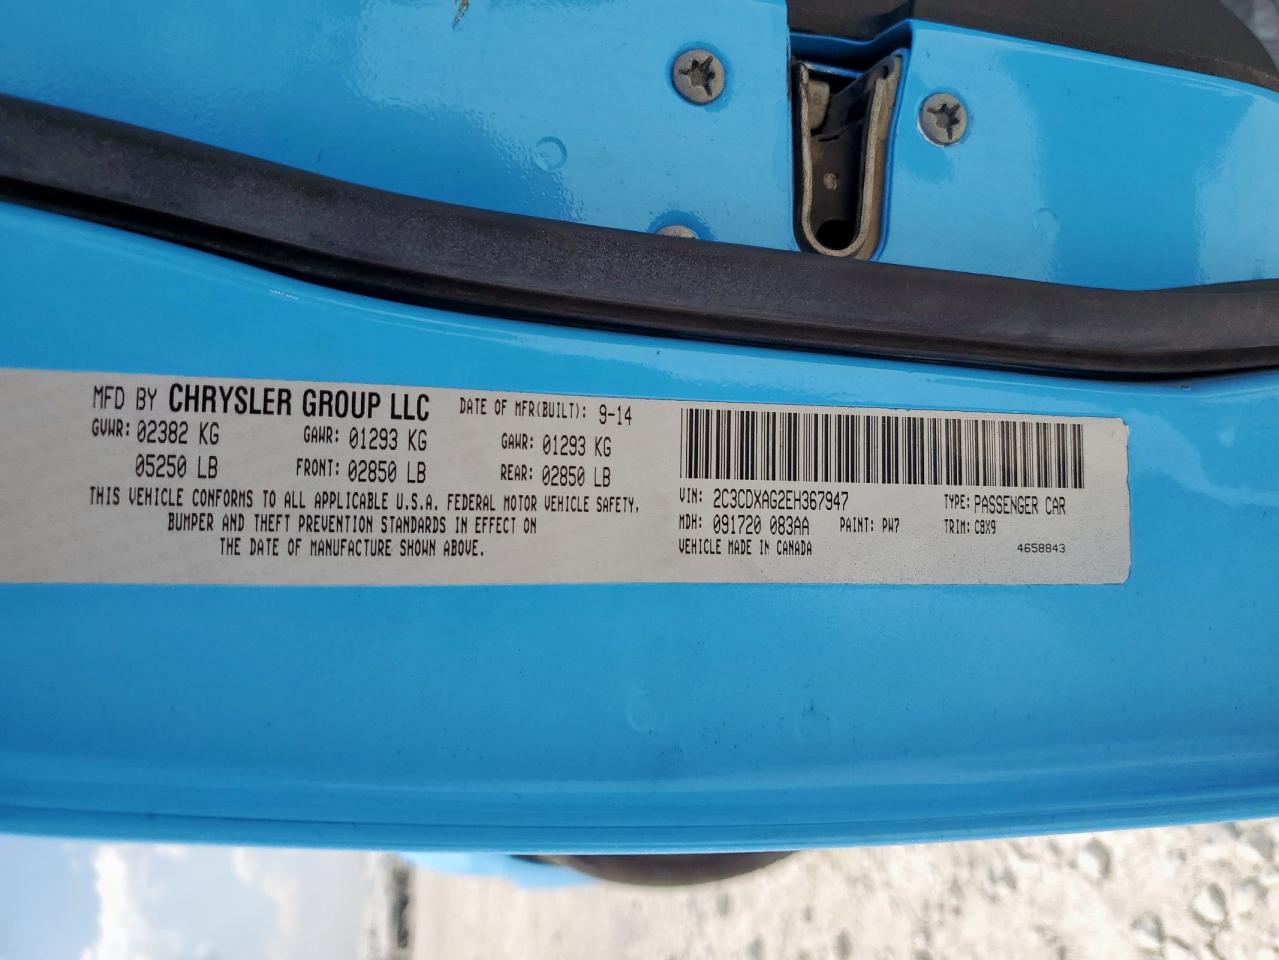 MFD BY CHRYSLER GROUP LLC DATE OF MFR(BUILT): 9-14
GVWR: 02382 KG GAWR: 01293 KG GAWR: 01293 KG
05250 LB FRONT: 02850 LB REAR: 02850 LB
THIS VEHICLE CONFORMS TO ALL APPLICABLE U.S.A. FEDERAL MOTOR VEHICLE SAFETY,
BUMPER AND THEFT PREVENTION STANDARDS IN EFFECT ON
THE DATE OF MANUFACTURE SHOWN ABOVE.
VIN: 2C3CDXAG2EH367947 TYPE: PASSENGER CAR
MDH: 091720 083AA PAINT: PW7 TRIM: C8X9
VEHICLE MADE IN CANADA 4658843